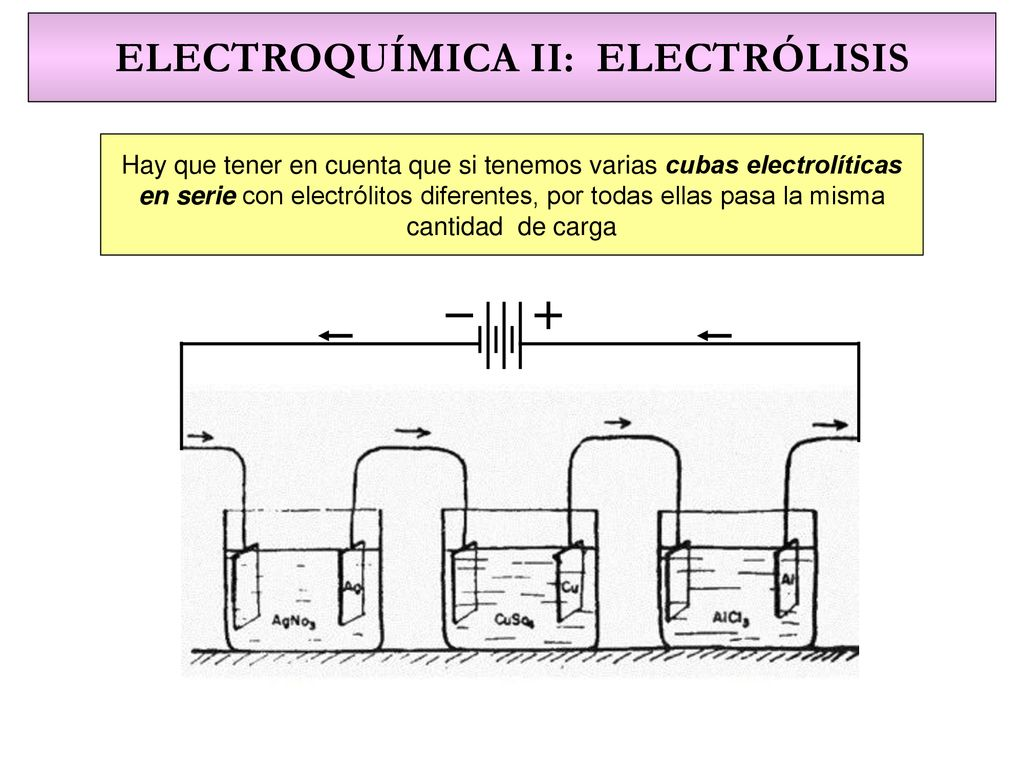 ELECTROQUÍMICA II: ELECTRÓLISIS
Hay que tener en cuenta que si tenemos varias cubas electrolíticas
en serie con electrólitos diferentes, por todas ellas pasa la misma
cantidad de carga
− +
Ag Cu Al
AgNo3 CuSo4 AlCl3